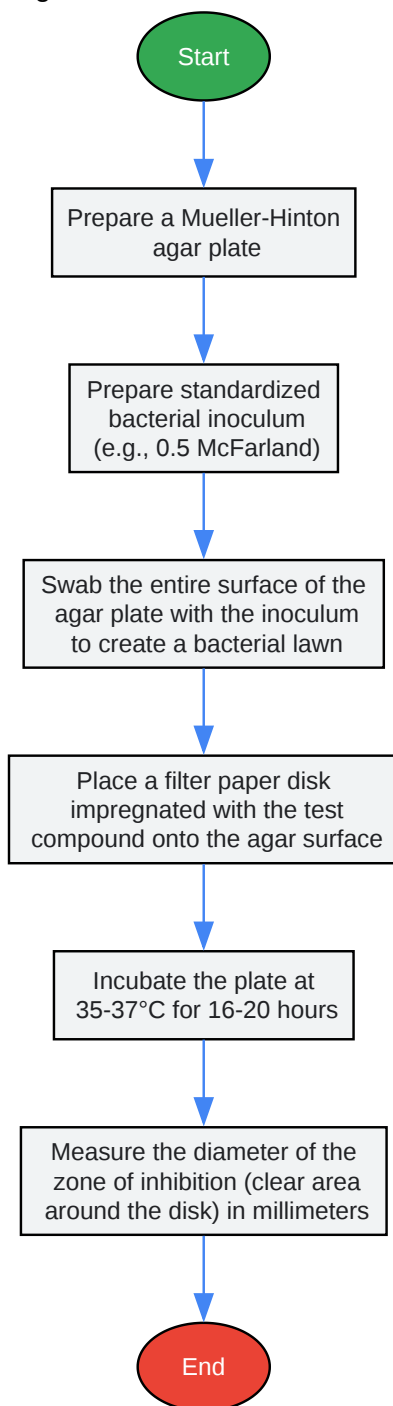 Start
Prepare a Mueller-Hinton
agar plate
Prepare standardized
bacterial inoculum
(e.g., 0.5 McFarland)
Swab the entire surface of the
agar plate with the inoculum
to create a bacterial lawn
Place a filter paper disk
impregnated with the test
compound onto the agar surface
Incubate the plate at
35-37°C for 16-20 hours
Measure the diameter of the
zone of inhibition (clear area
around the disk) in millimeters
End